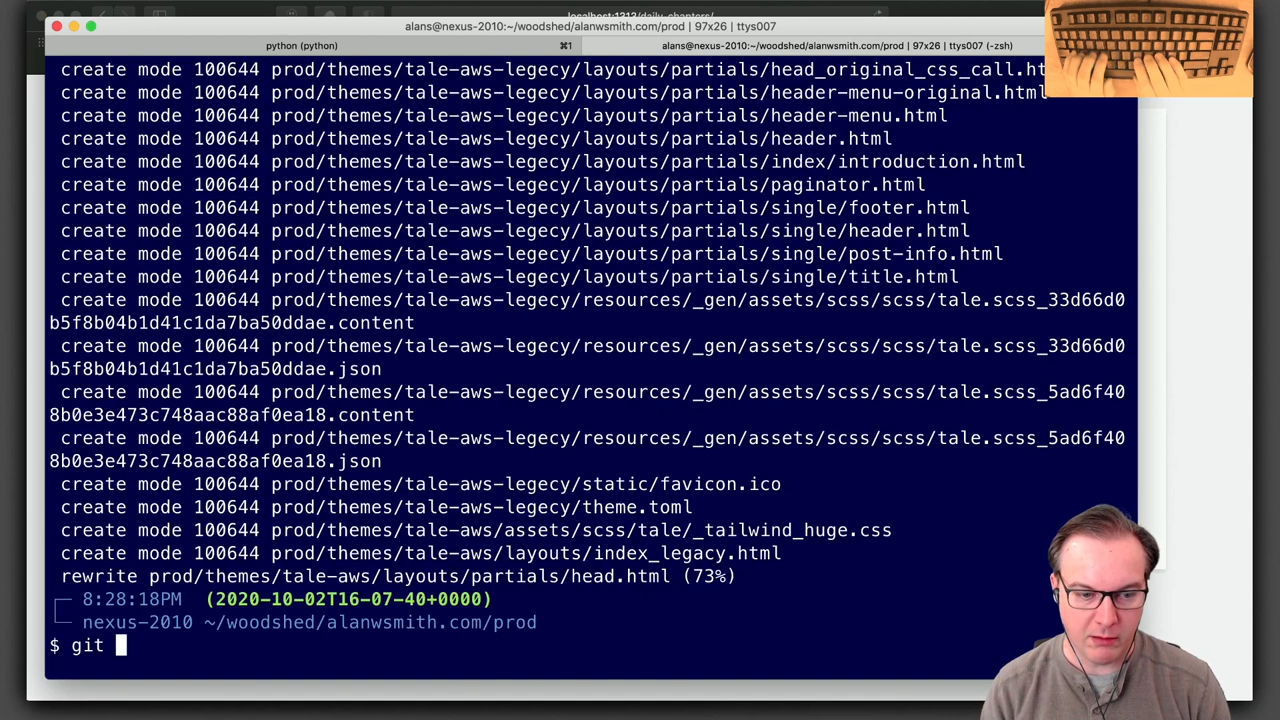 localhost:1313/daily_chapters/
alans@nexus-2010:~/woodshed/alanwsmith.com/prod | 97x26 | ttys007
python (python) ⌘1 alans@nexus-2010:~/woodshed/alanwsmith.com/prod | 97x26 | ttys007 (-zsh)
create mode 100644 prod/themes/tale-aws-legecy/layouts/partials/head_original_css_call.ht
create mode 100644 prod/themes/tale-aws-legecy/layouts/partials/header-menu-original.html
create mode 100644 prod/themes/tale-aws-legecy/layouts/partials/header-menu.html
create mode 100644 prod/themes/tale-aws-legecy/layouts/partials/header.html
create mode 100644 prod/themes/tale-aws-legecy/layouts/partials/index/introduction.html
create mode 100644 prod/themes/tale-aws-legecy/layouts/partials/paginator.html
create mode 100644 prod/themes/tale-aws-legecy/layouts/partials/single/footer.html
create mode 100644 prod/themes/tale-aws-legecy/layouts/partials/single/header.html
create mode 100644 prod/themes/tale-aws-legecy/layouts/partials/single/post-info.html
create mode 100644 prod/themes/tale-aws-legecy/layouts/partials/single/title.html
create mode 100644 prod/themes/tale-aws-legecy/resources/_gen/assets/scss/scss/tale.scss_33d66d0
b5f8b04b1d41c1da7ba50ddae.content
create mode 100644 prod/themes/tale-aws-legecy/resources/_gen/assets/scss/scss/tale.scss_33d66d0
b5f8b04b1d41c1da7ba50ddae.json
create mode 100644 prod/themes/tale-aws-legecy/resources/_gen/assets/scss/scss/tale.scss_5ad6f40
8b0e3e473c748aac88af0ea18.content
create mode 100644 prod/themes/tale-aws-legecy/resources/_gen/assets/scss/scss/tale.scss_5ad6f40
8b0e3e473c748aac88af0ea18.json
create mode 100644 prod/themes/tale-aws-legecy/static/favicon.ico
create mode 100644 prod/themes/tale-aws-legecy/theme.toml
create mode 100644 prod/themes/tale-aws/assets/scss/tale/_tailwind_huge.css
create mode 100644 prod/themes/tale-aws/layouts/index_legacy.html
rewrite prod/themes/tale-aws/layouts/partials/head.html (73%)
8:28:18PM (2020-10-02T16-07-40+0000)
nexus-2010 ~/woodshed/alanwsmith.com/prod
$ git